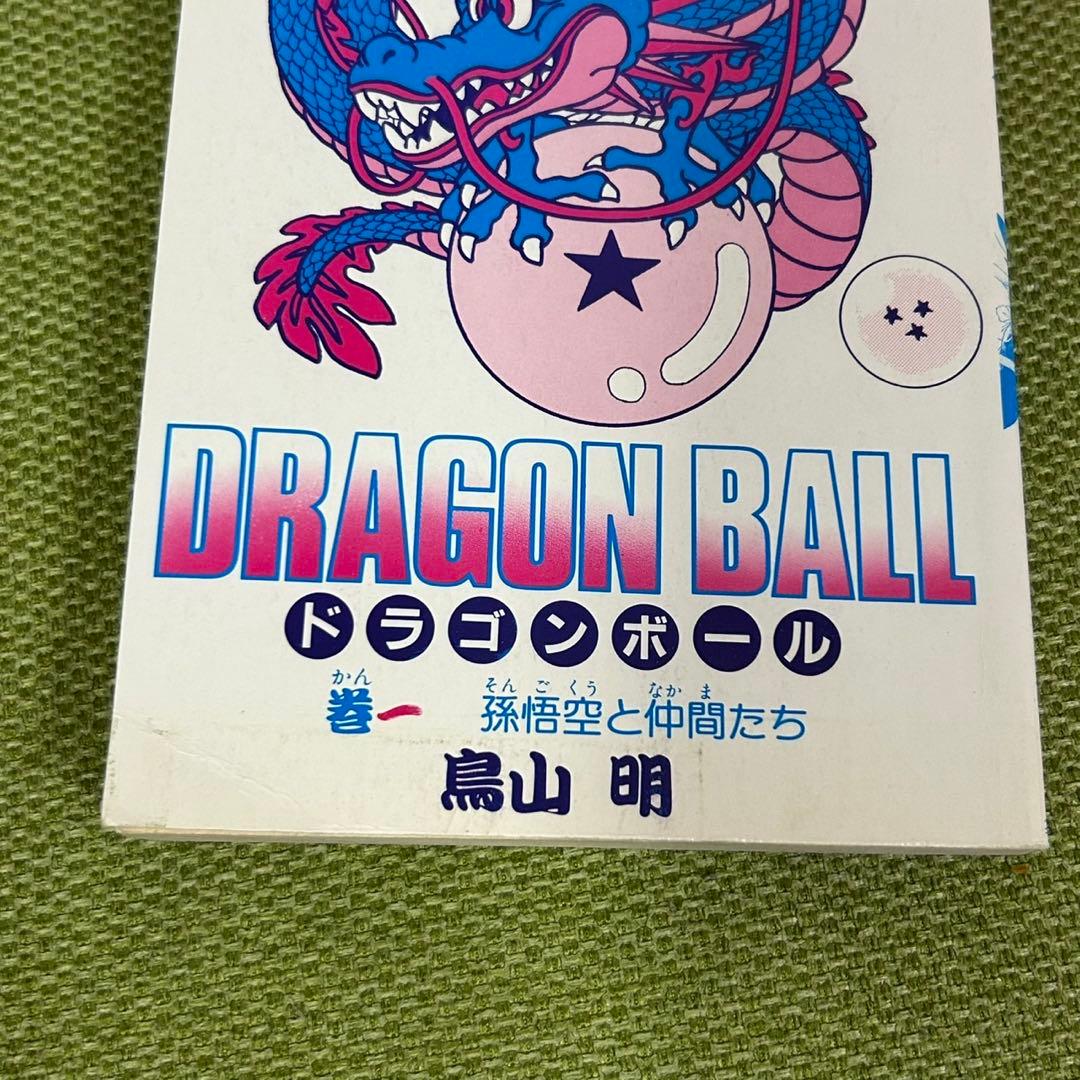 DRAGON BALL
ドラゴンボール
かん そんごくう なかま
巻一 孫悟空と仲間たち
鳥山 明